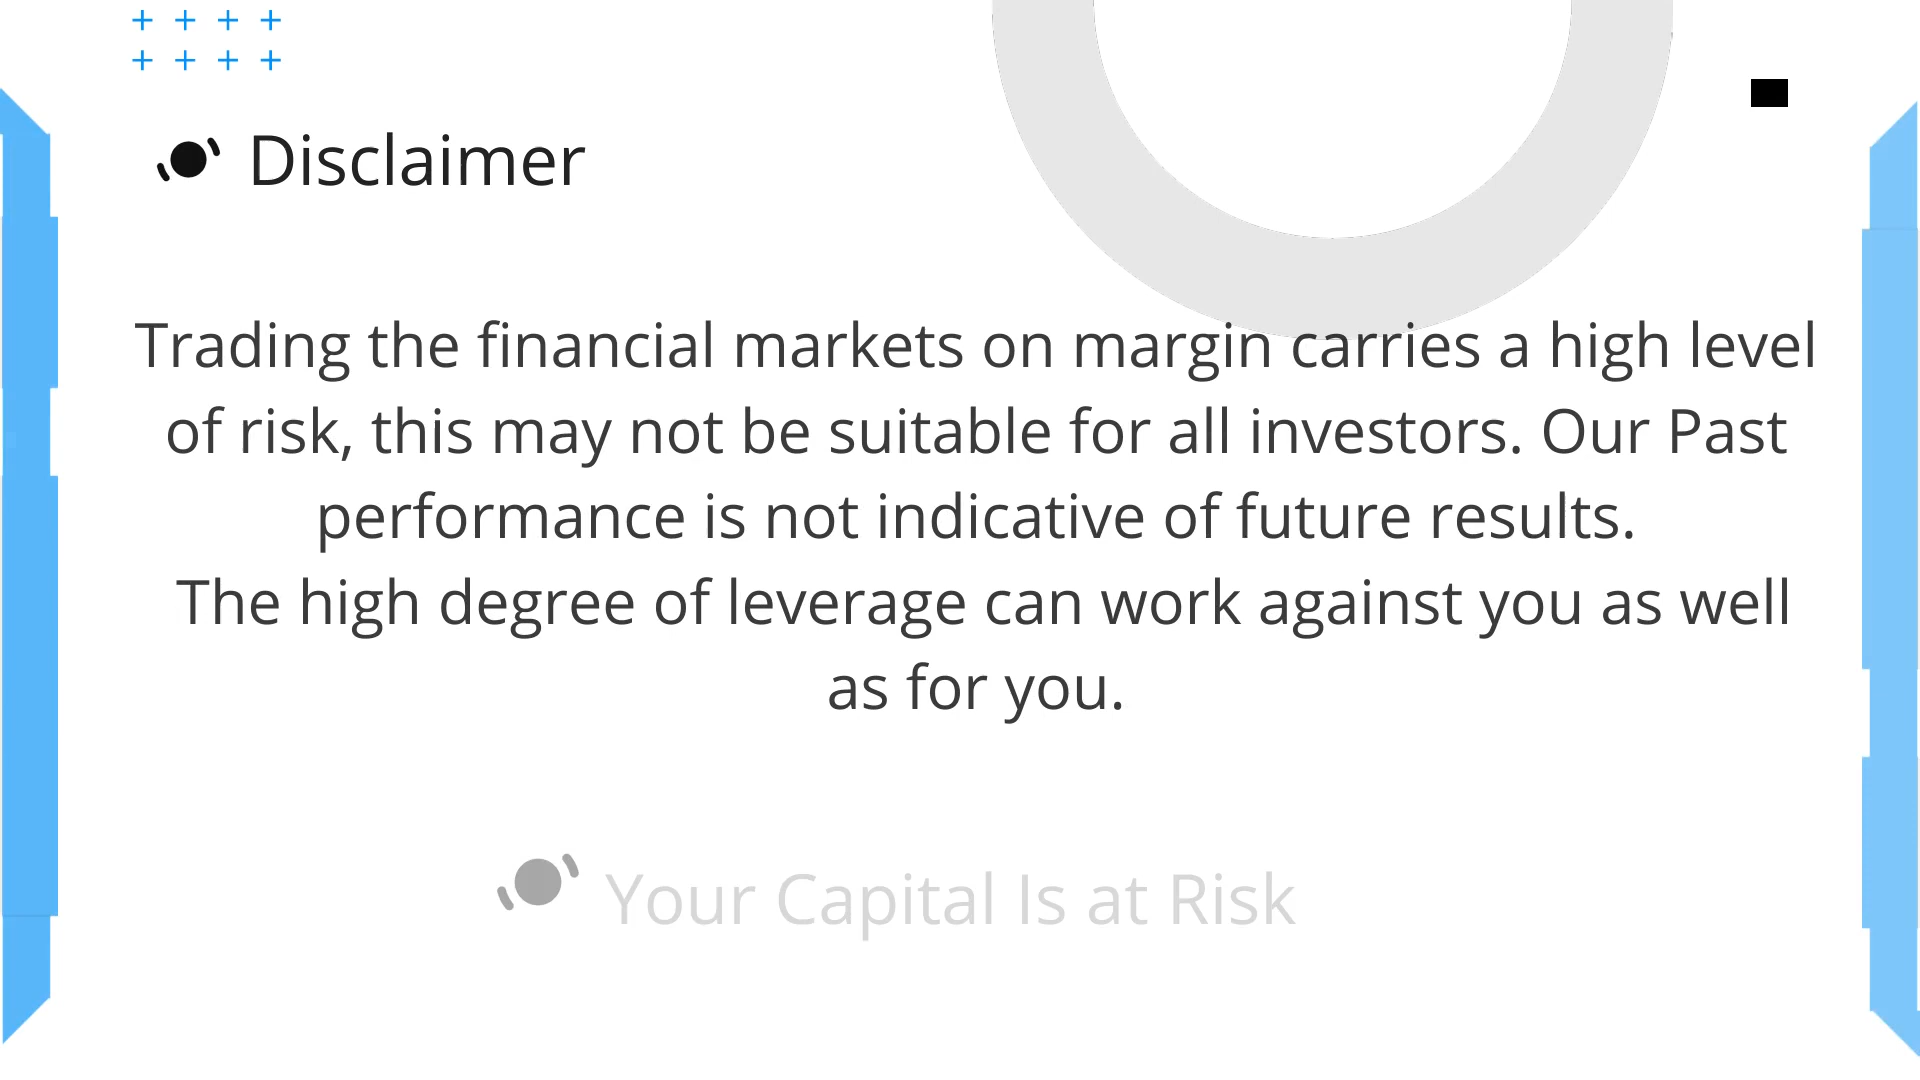 Disclaimer
Trading the financial markets on margin carries a high level
of risk, this may not be suitable for all investors. Our Past
performance is not indicative of future results.
The high degree of leverage can work against you as well
as for you.
Your Capital Is at Risk